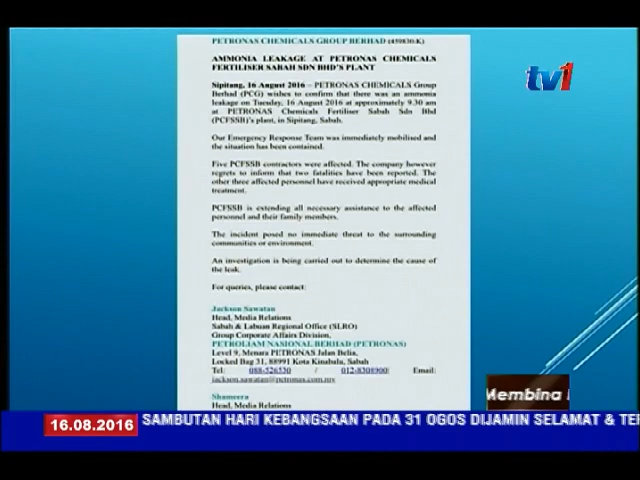 PETRONAS CHEMICALS GROUP BERHAD (459830-K)
AMMONIA LEAKAGE AT PETRONAS CHEMICALS
FERTILISER SABAH SDN BHD'S PLANT
Sipitang, 16 August 2016 – PETRONAS CHEMICALS Group
Berhad (PCG) wishes to confirm that there was an ammonia
leakage on Tuesday, 16 August 2016 at approximately 9.30 am
at PETRONAS Chemicals Fertiliser Sabah Sdn Bhd
(PCFSSB)'s plant, in Sipitang, Sabah.
Our Emergency Response Team was immediately mobilised and
the situation has been contained.
Five PCFSSB contractors were affected. The company however
regrets to inform that two fatalities have been reported. The
other three affected personnel have received appropriate medical
treatment.
PCFSSB is extending all necessary assistance to the affected
personnel and their family members.
The incident posed no immediate threat to the surrounding
communities or environment.
An investigation is being carried out to determine the cause of
the leak.
For queries, please contact:
Jackson Sawatan
Head, Media Relations
Sabah & Labuan Regional Office (SLRO)
Group Corporate Affairs Division,
PETROLIAM NASIONAL BERHAD (PETRONAS)
Level 9, Menara PETRONAS Jalan Belia,
Locked Bag 31, 88991 Kota Kinabalu, Sabah
Tel: 088-526530 / 012-8308900 Email:
jackson.sawatan@petronas.com.my
Shameera
Head, Media Relations
tv1
Membina
16.08.2016 SAMBUTAN HARI KEBANGSAAN PADA 31 OGOS DIJAMIN SELAMAT & TER